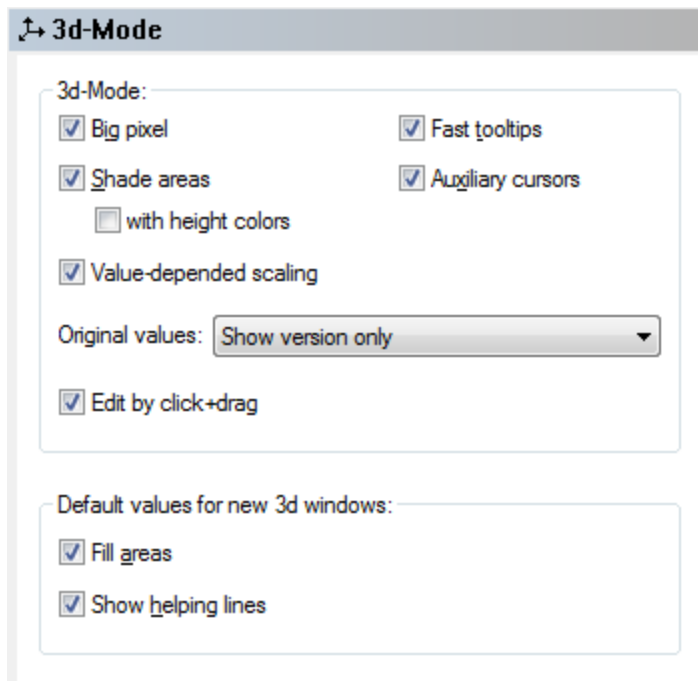 3d-Mode
3d-Mode:
Big pixel
Fast tooltips
Shade areas
Auxiliary cursors
with height colors
Value-depended scaling
Original values: Show version only
Edit by click+drag
Default values for new 3d windows:
Fill areas
Show helping lines